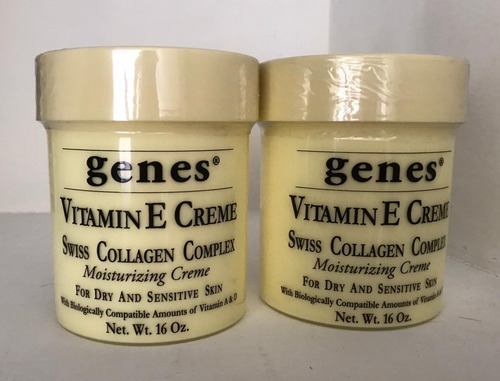 genes®
VITAMIN E CREME
SWISS COLLAGEN COMPLEX
Moisturizing Creme
FOR DRY AND SENSITIVE SKIN
With Biologically Compatible Amounts of Vitamin A & D
Net. Wt. 16 Oz.
genes®
VITAMIN E CREME
SWISS COLLAGEN COMPLEX
Moisturizing Creme
FOR DRY AND SENSITIVE SKIN
With Biologically Compatible Amounts of Vitamin A &
Net. Wt. 16 Oz.